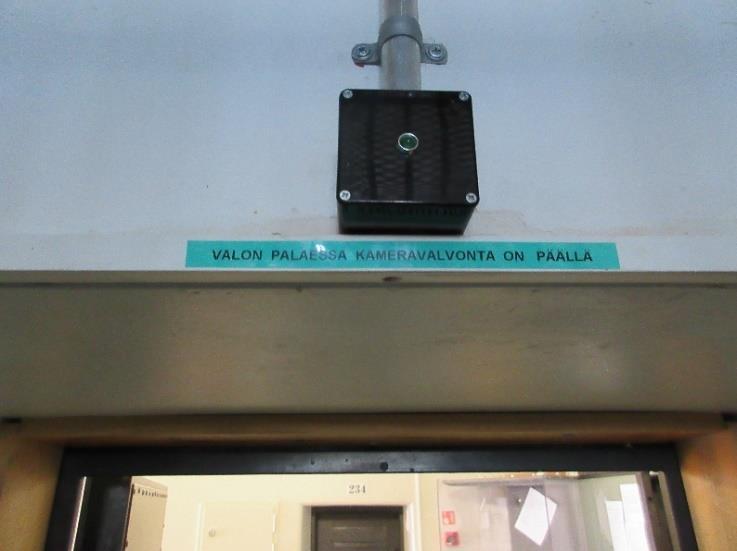 VALON PALAESSA KAMERAVALVONTA ON PÄÄLLÄ
234